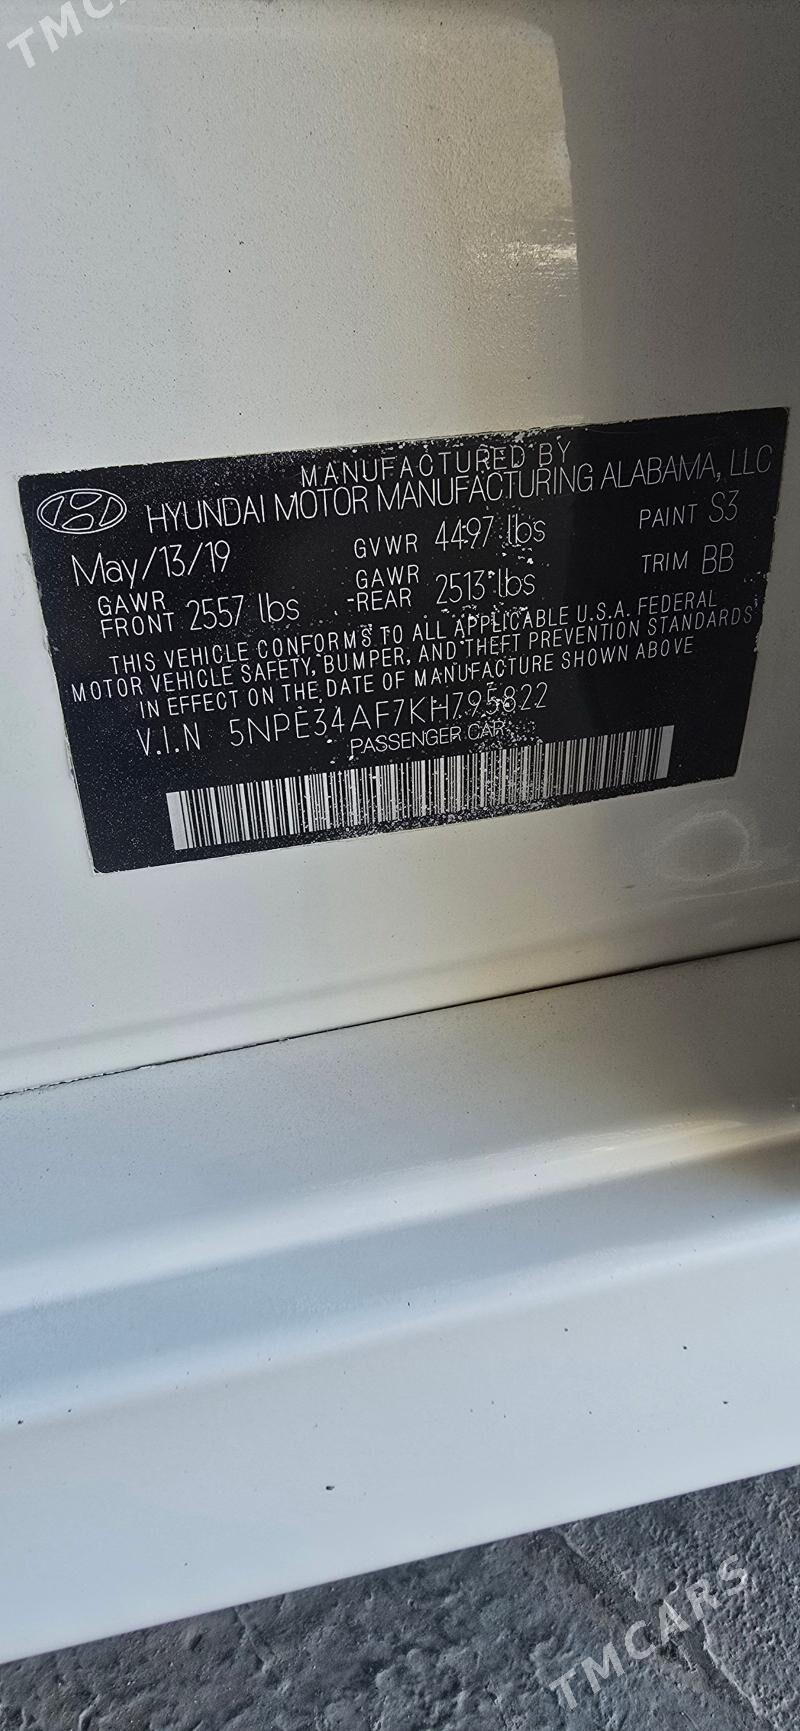 TMCARS
MANUFACTURED BY
HYUNDAI MOTOR MANUFACTURING ALABAMA, LLC
May/13/19 GVWR 4497 lbs PAINT S3
GAWR FRONT 2557 lbs GAWR -REAR 2513 lbs TRIM BB
THIS VEHICLE CONFORMS TO ALL APPLICABLE U.S.A. FEDERAL
MOTOR VEHICLE SAFETY, BUMPER, AND THEFT PREVENTION STANDARDS
IN EFFECT ON THE DATE OF MANUFACTURE SHOWN ABOVE
V.I.N 5NPE34AF7KH795822
PASSENGER CAR
TMCARS